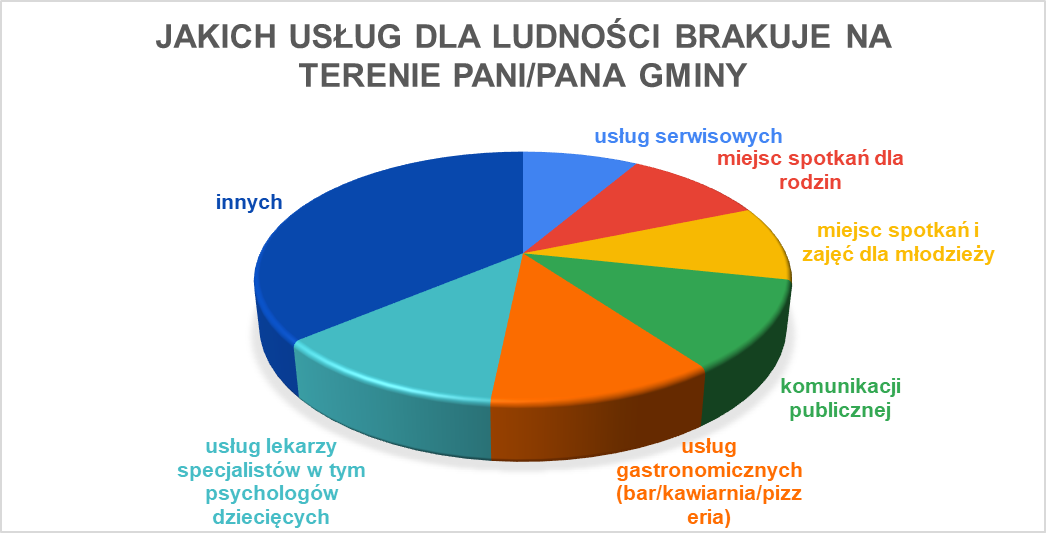 JAKICH USŁUG DLA LUDNOŚCI BRAKUJE NA
TERENIE PANI/PANA GMINY
usług serwisowych
miejsc spotkań dla
rodzin
miejsc spotkań i
zajęć dla młodzieży
komunikacji
publicznej
usług
gastronomicznych
(bar/kawiarnia/pizz
eria)
usług lekarzy
specjalistów w tym
psychologów
dziecięcych
innych